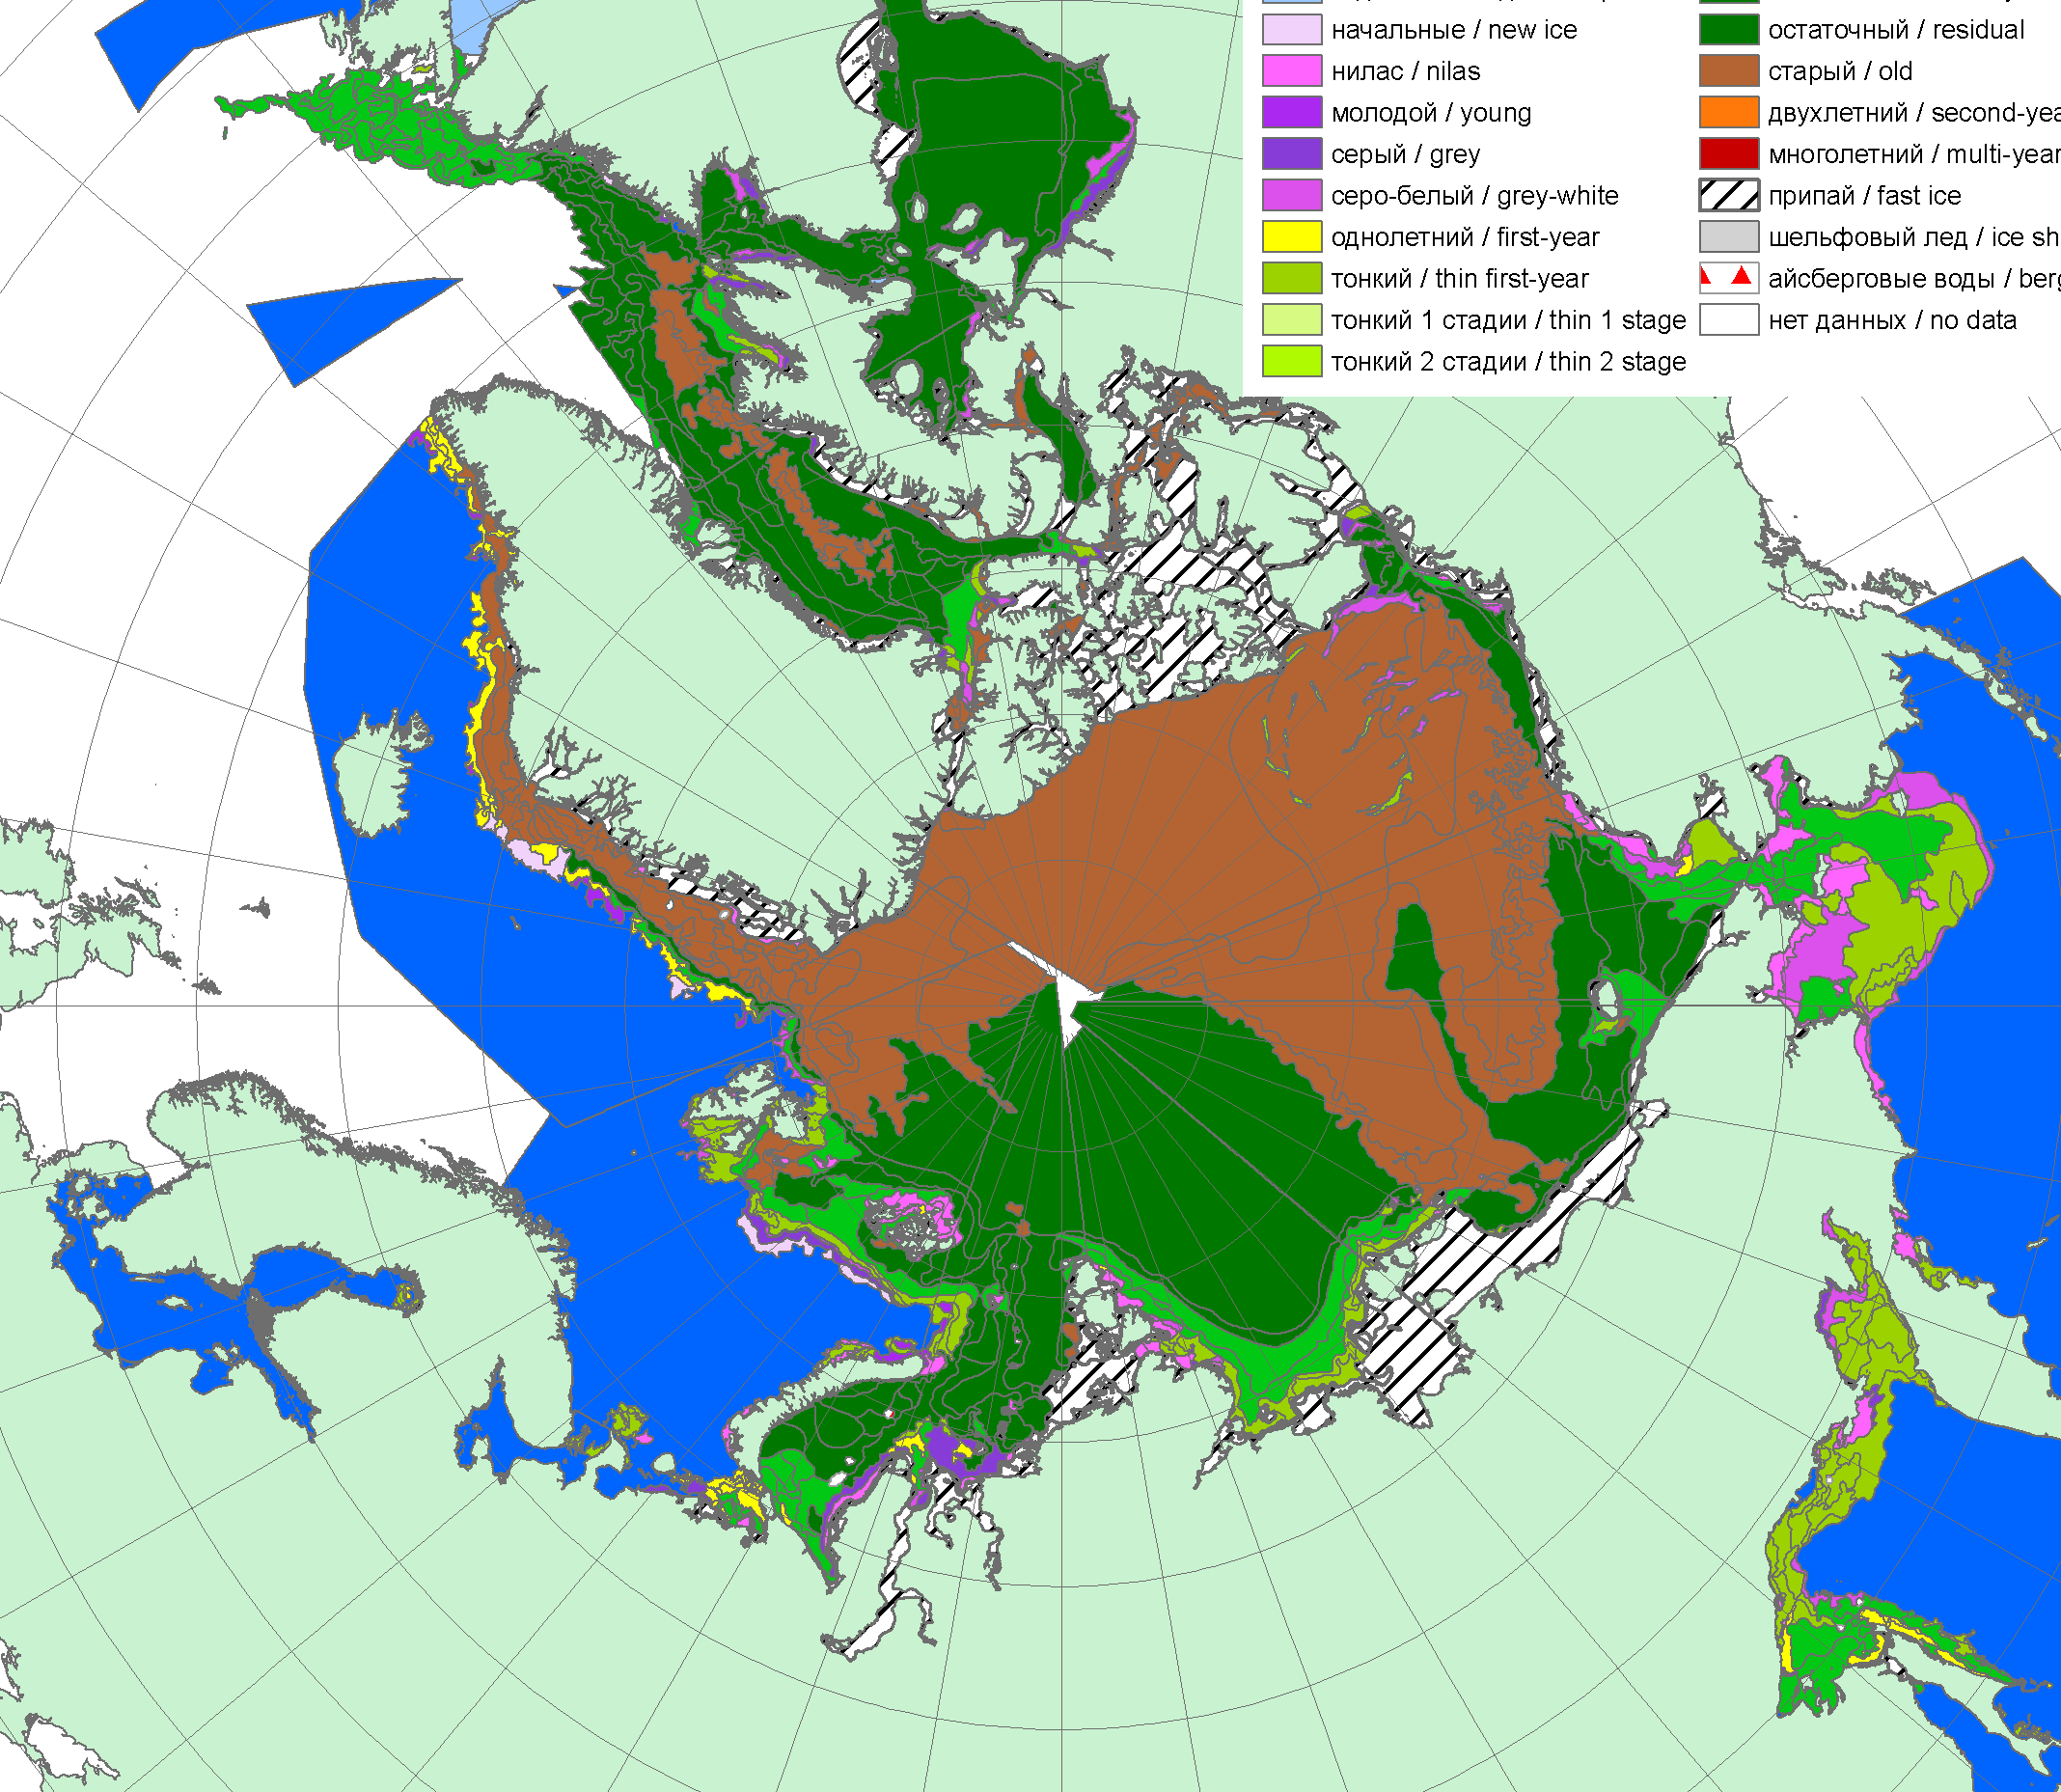 начальные / new ice
нилас / nilas
молодой / young
серый / grey
серо-белый / grey-white
однолетний / first-year
тонкий / thin first-year
тонкий 1 стадии / thin 1 stage
тонкий 2 стадии / thin 2 stage
остаточный / residual
старый / old
двухлетний / second-yea
многолетний / multi-year
припай / fast ice
шельфовый лед / ice sh
айсберговые воды / berg
нет данных / no data